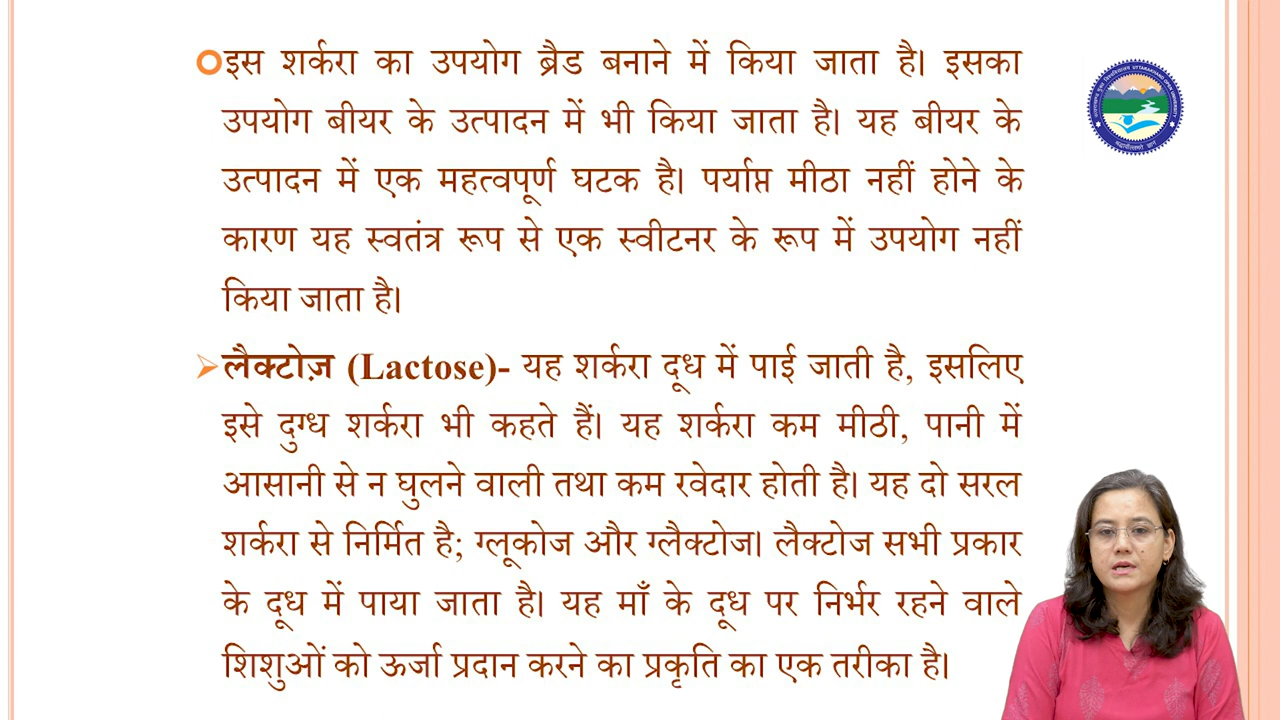 इस शर्करा का उपयोग ब्रैड बनाने में किया जाता है। इसका
उपयोग बीयर के उत्पादन में भी किया जाता है। यह बीयर के
उत्पादन में एक महत्वपूर्ण घटक है। पर्याप्त मीठा नहीं होने के
कारण यह स्वतंत्र रूप से एक स्वीटनर के रूप में उपयोग नहीं
किया जाता है।
लैक्टोज़ (Lactose)- यह शर्करा दूध में पाई जाती है, इसलिए
इसे दुग्ध शर्करा भी कहते हैं। यह शर्करा कम मीठी, पानी में
आसानी से न घुलने वाली तथा कम रवेदार होती है। यह दो सरल
शर्करा से निर्मित है; ग्लूकोज और ग्लैक्टोज। लैक्टोज सभी प्रकार
के दूध में पाया जाता है। यह माँ के दूध पर निर्भर रहने वाले
शिशुओं को ऊर्जा प्रदान करने का प्रकृति का एक तरीका है।